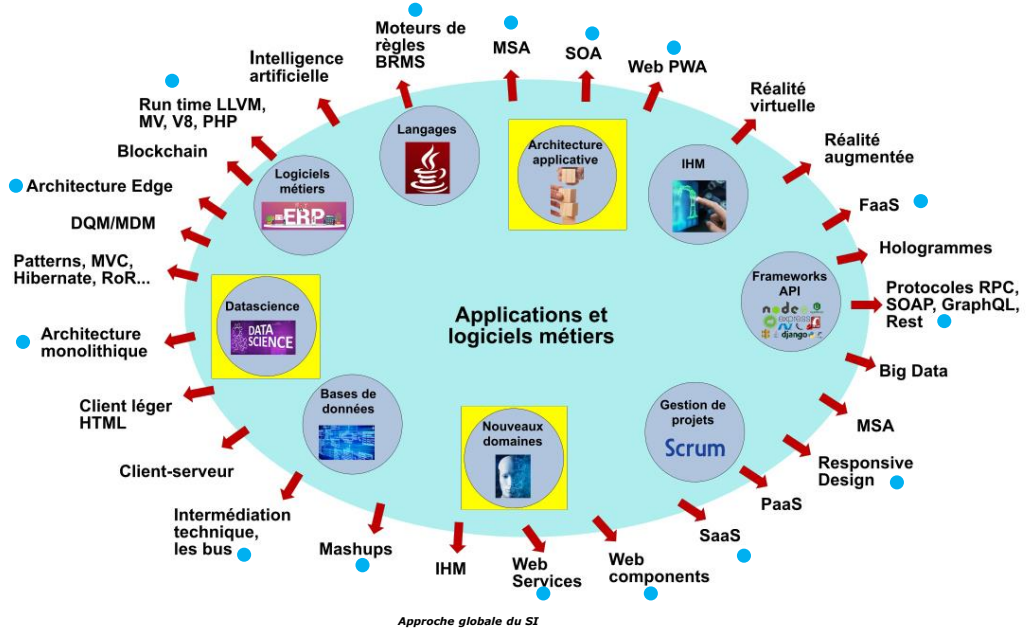 Moteurs de
règles
BRMS
MSA
SOA
Web PWA
Intelligence
artificielle
Réalité
virtuelle
Run time LLVM,
MV, V8, PHP
Réalité
augmentée
Blockchain
Architecture Edge
FaaS
DQM/MDM
Hologrammes
Patterns, MVC,
Hibernate, RoR...
Protocoles RPC,
SOAP, GraphQL,
Rest
Architecture
monolithique
Big Data
Client léger
HTML
MSA
Client-serveur
Responsive
Design
PaaS
Intermédiation
technique,
les bus
SaaS
Mashups
IHM
Web
Services
Web
components
Langages
Architecture
applicative
IHM
Logiciels
métiers
ERP
Datascience
DATA
SCIENCE
Frameworks
API
node
express
django
Applications et
logiciels métiers
Bases de
données
Nouveaux
domaines
Gestion de
projets
Scrum
Approche globale du SI